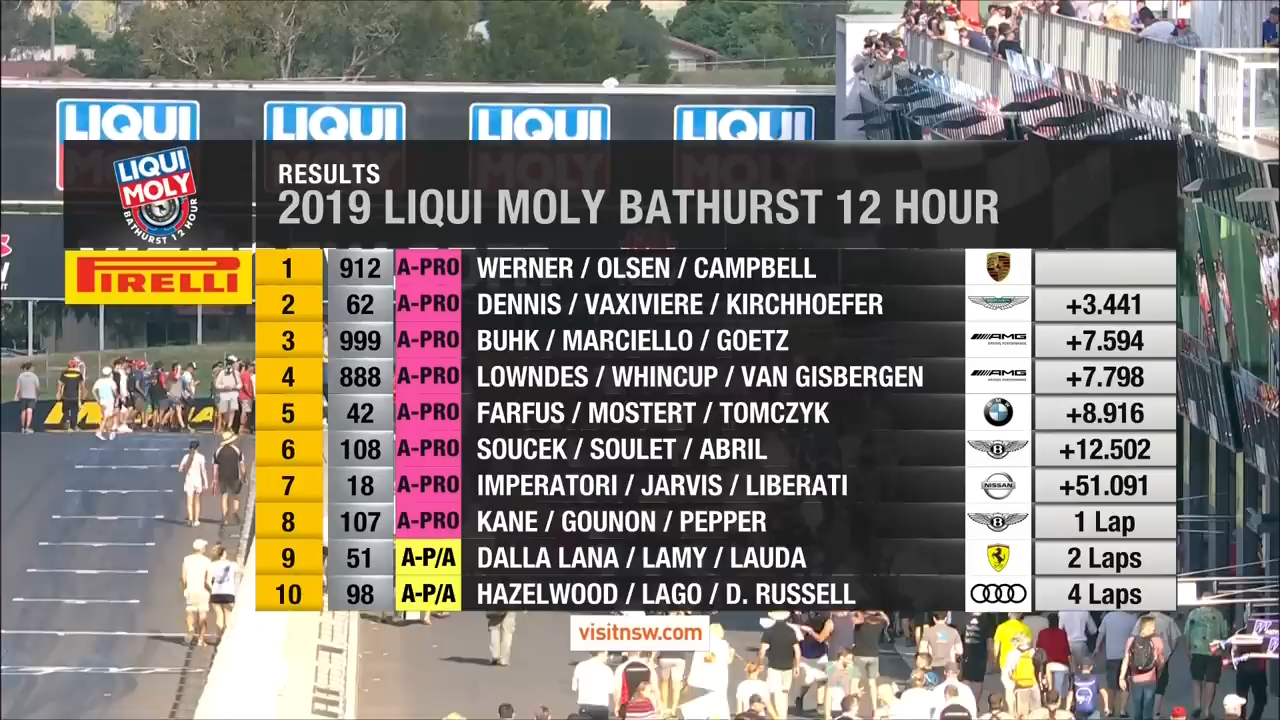 LIQUI LIQUI LIQUI LIQUI
LIQUI
MOLY
BATHURST 12 HOUR
RESULTS
2019 LIQUI MOLY BATHURST 12 HOUR
PIRELLI
1 912 A-PRO WERNER / OLSEN / CAMPBELL
2 62 A-PRO DENNIS / VAXIVIERE / KIRCHHOEFER +3.441
3 999 A-PRO BUHK / MARCIELLO / GOETZ AMG +7.594
4 888 A-PRO LOWNDES / WHINCUP / VAN GISBERGEN AMG +7.798
5 42 A-PRO FARFUS / MOSTERT / TOMCZYK +8.916
6 108 A-PRO SOUCEK / SOULET / ABRIL +12.502
7 18 A-PRO IMPERATORI / JARVIS / LIBERATI NISSAN +51.091
8 107 A-PRO KANE / GOUNON / PEPPER 1 Lap
9 51 A-P/A DALLA LANA / LAMY / LAUDA 2 Laps
10 98 A-P/A HAZELWOOD / LAGO / D. RUSSELL 4 Laps
visitnsw.com